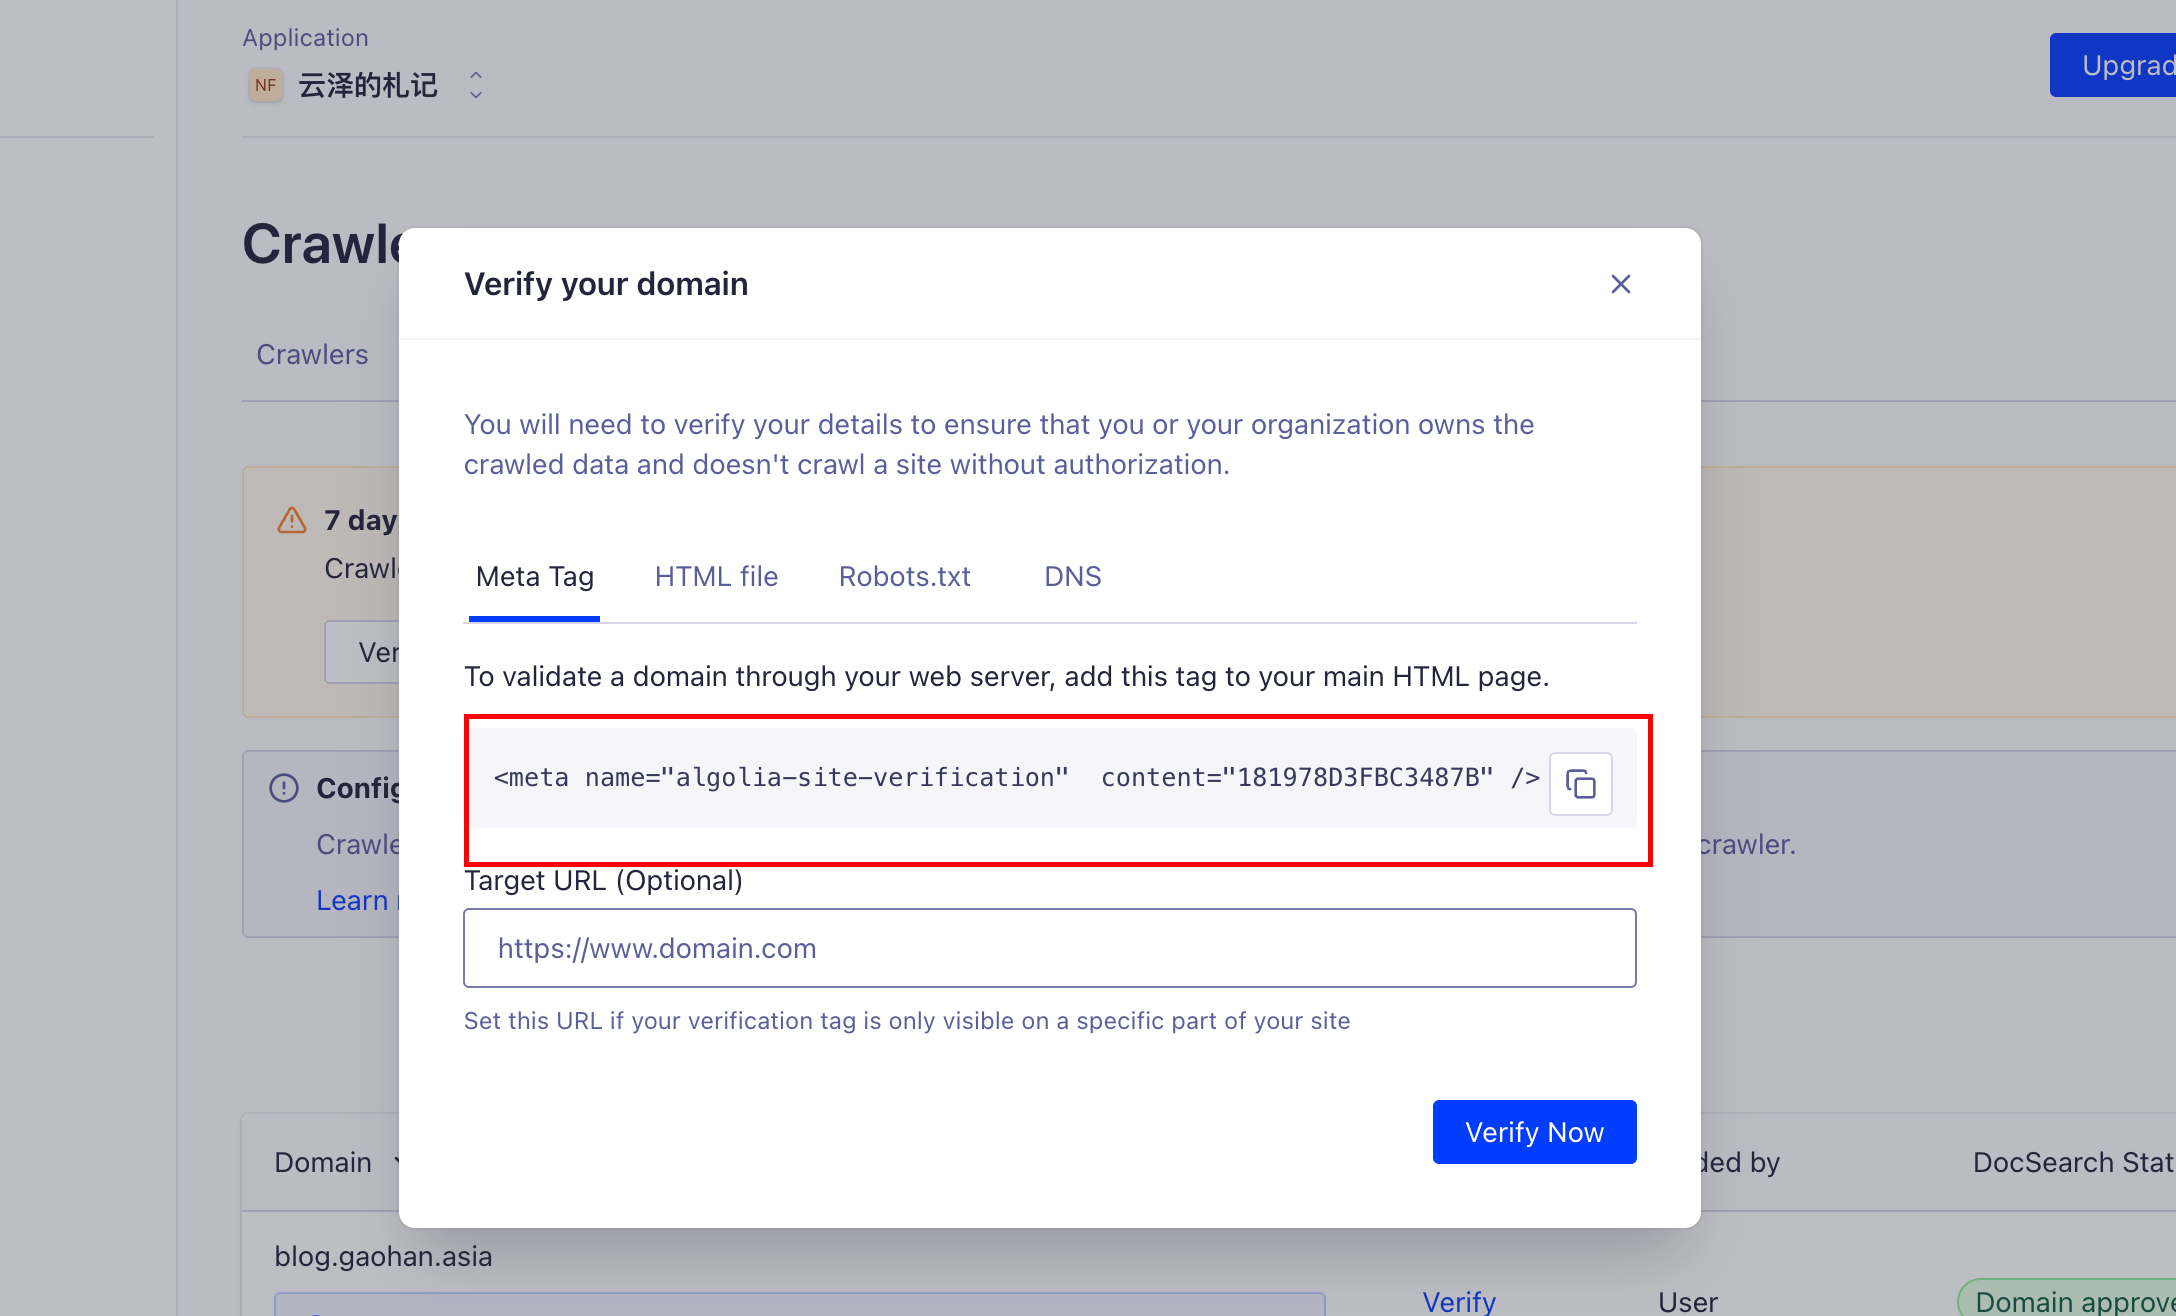 Application
NF 云泽的札记
Upgrad
Crawle
Verify your domain
Crawlers
You will need to verify your details to ensure that you or your organization owns the
crawled data and doesn't crawl a site without authorization.
7 day
Crawl
Ver
Meta Tag HTML file Robots.txt DNS
To validate a domain through your web server, add this tag to your main HTML page.
<meta name="algolia-site-verification"  content="181978D3FBC3487B" />
Config
Crawle
crawler.
Learn
Target URL (Optional)
https://www.domain.com
Set this URL if your verification tag is only visible on a specific part of your site
Verify Now
Domain
ded by
DocSearch Stat
blog.gaohan.asia
Verify
User
Domain approve